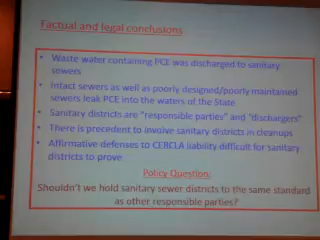 Factual and legal conclusions
• Waste water containing PCE was discharged to sanitary
sewers
• Intact sewers as well as poorly designed/poorly maintained
sewers leak PCE into the waters of the State
• Sanitary districts are "responsible parties" and "dischargers"
• There is precedent to involve sanitary districts in cleanups
• Affirmative defenses to CERCLA liability difficult for sanitary
districts to prove
Policy Question:
Shouldn't we hold sanitary sewer districts to the same standard
as other responsible parties?